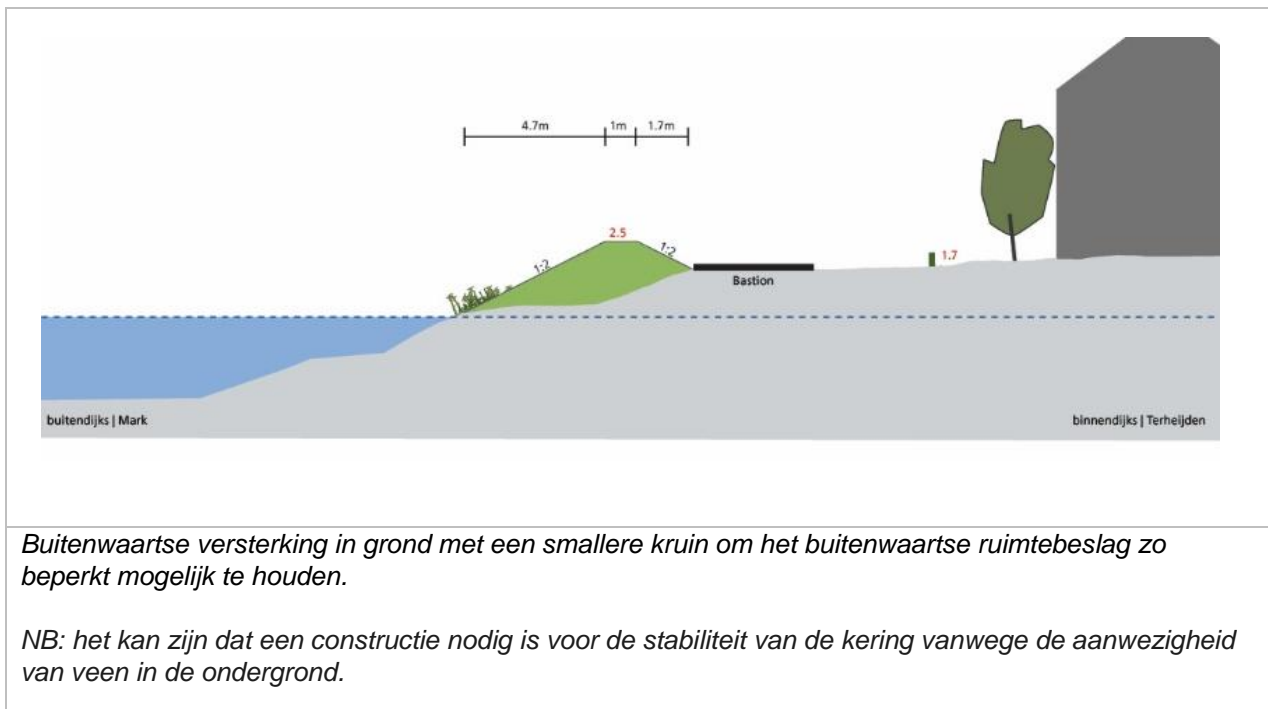 4.7m 1m 1.7m
2.5
1:2 1:2
1.7
Bastion
buitendijks | Mark binnendijks | Terheijden
Buitenwaartse versterking in grond met een smallere kruin om het buitenwaartse ruimtebeslag zo
beperkt mogelijk te houden.
NB: het kan zijn dat een constructie nodig is voor de stabiliteit van de kering vanwege de aanwezigheid
van veen in de ondergrond.